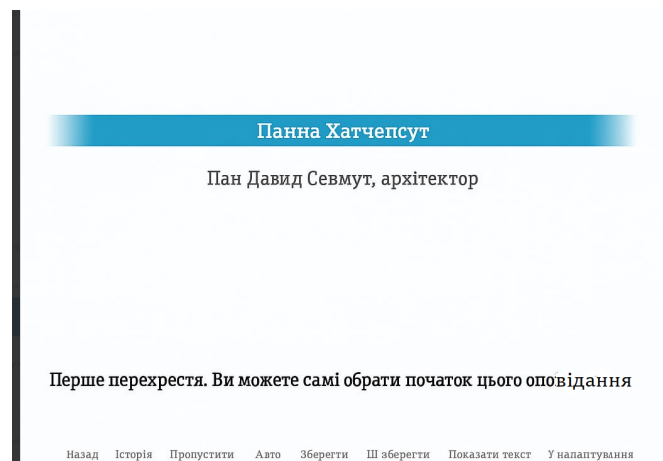 Панна Хатчепсут
Пан Давид Севмут, архітектор
Перше перехрестя. Ви можете самі обрати початок цього оповідання
Назад Історія Пропустити Авто Зберегти Ш зберегти Показати текст У налаптування